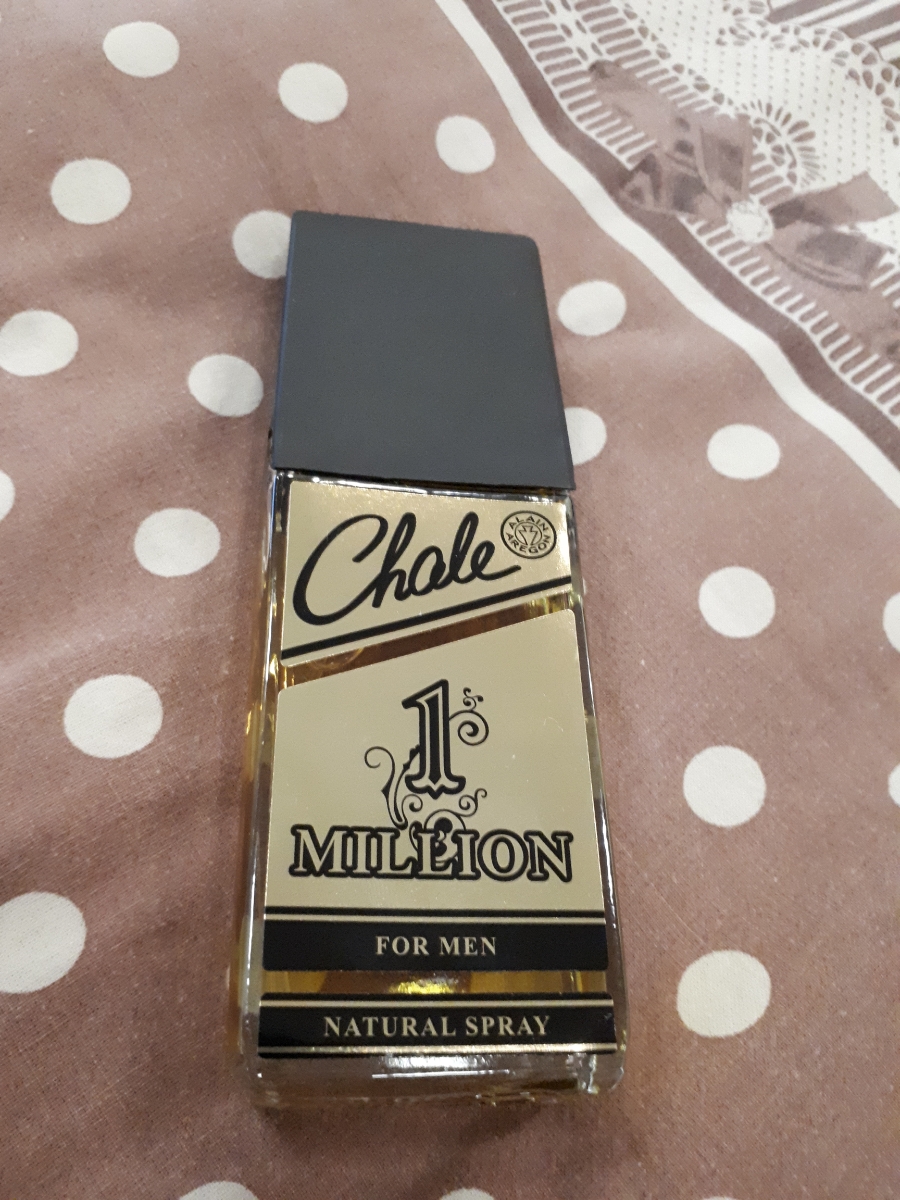 Chale
ALAIN
AREGON
1
MILLION
FOR MEN
NATURAL SPRAY